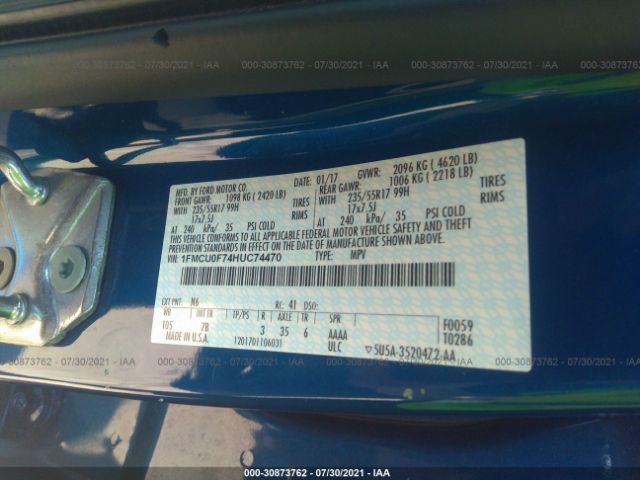 000-30873762 - 07/30/2021 - IAA
000-30873762 - 07/30/2021 - IAA
MFD. BY FORD MOTOR CO. DATE: 01/17 GVWR: 2096 KG ( 4620 LB)
FRONT GAWR: 1098 KG ( 2420 LB) REAR GAWR: 1006 KG ( 2218 LB)
WITH 235/55R17 99H TIRES WITH 235/55R17 99H TIRES
17x7.5J RIMS 17x7.5J RIMS
AT 240 kPa/ 35 PSI COLD AT 240 kPa/ 35 PSI COLD
THIS VEHICLE CONFORMS TO ALL APPLICABLE FEDERAL MOTOR VEHICLE SAFETY AND THEFT PREVENTION STANDARDS IN EFFECT ON THE DATE OF MANUFACTURE SHOWN ABOVE.
VIN: 1FMCU0F74HUC74470 TYPE: MPV
EXT PNT: N6 RC: 41 DSO:
WB INT TR TP/PS R AXLE TR SPR
105 7B 3 35 6 AAAA F0059
MADE IN U.S.A. 1201701106031 ULC T0286
5U5A-3520472-AA
000-30873762 - 07/30/2021 - IAA
000-30873762 - 07/30/2021 - IAA
000-30873762 - 07/30/2021 - IAA